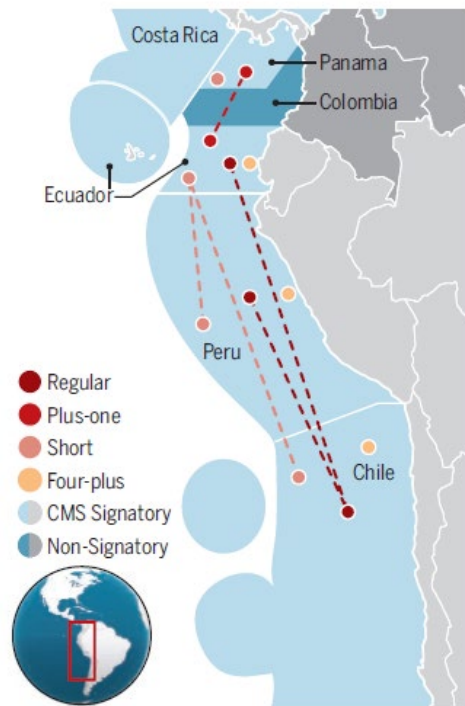 Costa Rica
Panama
Colombia
Ecuador
Peru
Chile
Regular
Plus-one
Short
Four-plus
CMS Signatory
Non-Signatory